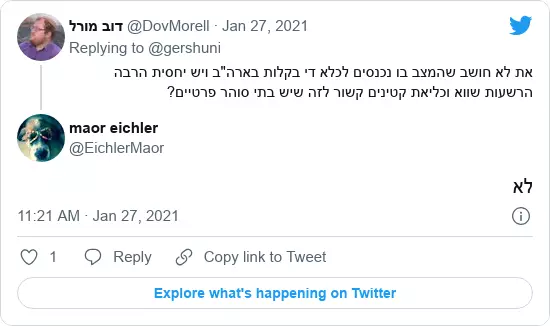 דוב מורל @DovMorell · Jan 27, 2021
Replying to @gershuni
את לא חושב שהמצב בו נכנסים לכלא די בקלות בארה"ב ויש יחסית הרבה
הרשעות שווא וכליאת קטינים קשור לזה שיש בתי סוהר פרטיים?
maor eichler
@EichlerMaor
לא
11:21 AM · Jan 27, 2021
1 Reply Copy link to Tweet
Explore what's happening on Twitter